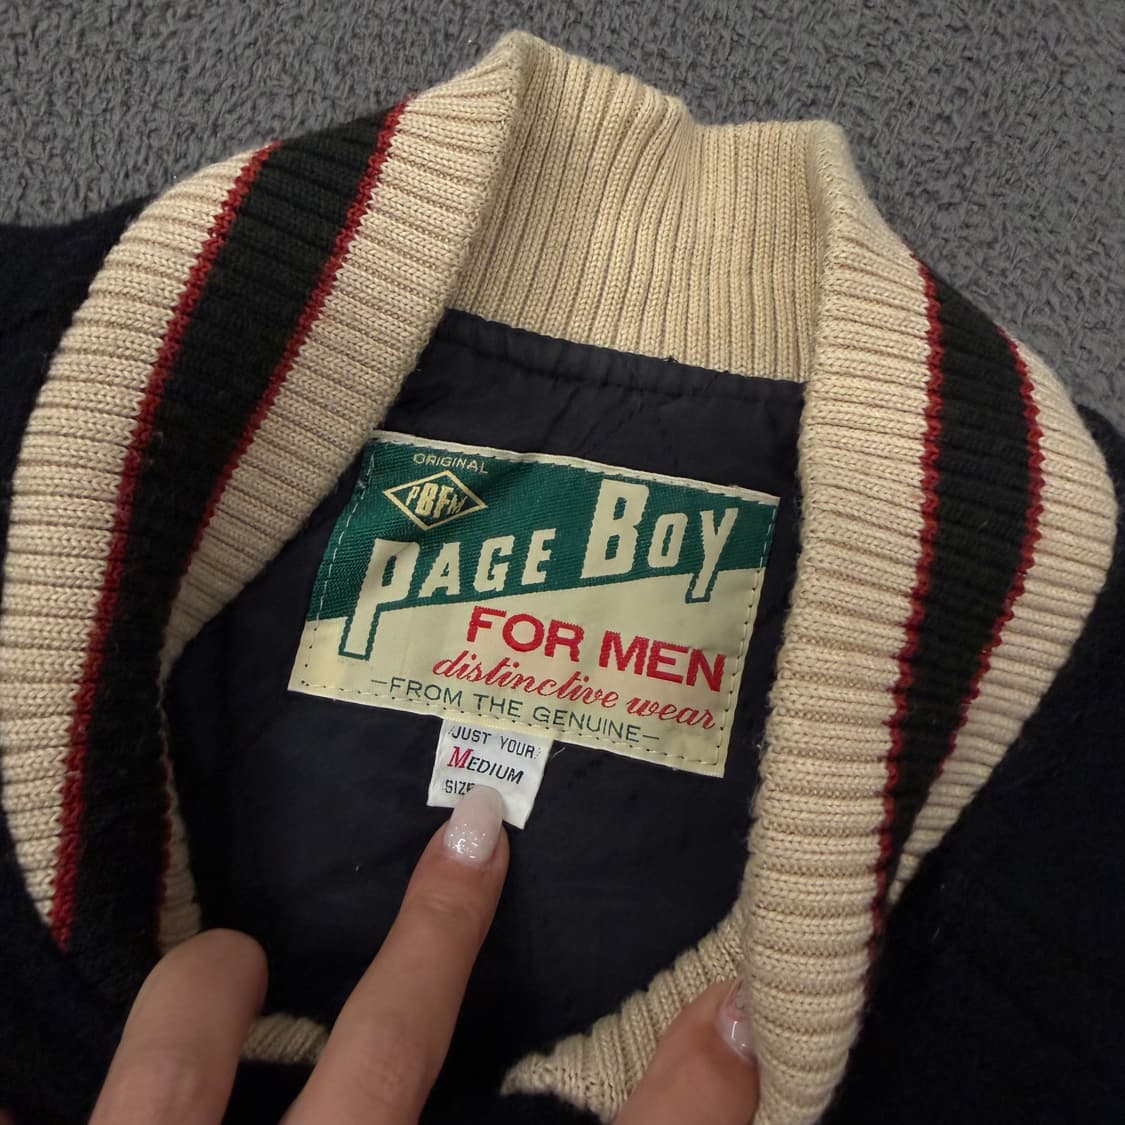 ORIGINAL
PBFM
PAGE BOY
FOR MEN
distinctive wear
—FROM THE GENUINE—
JUST YOUR
MEDIUM
SIZE